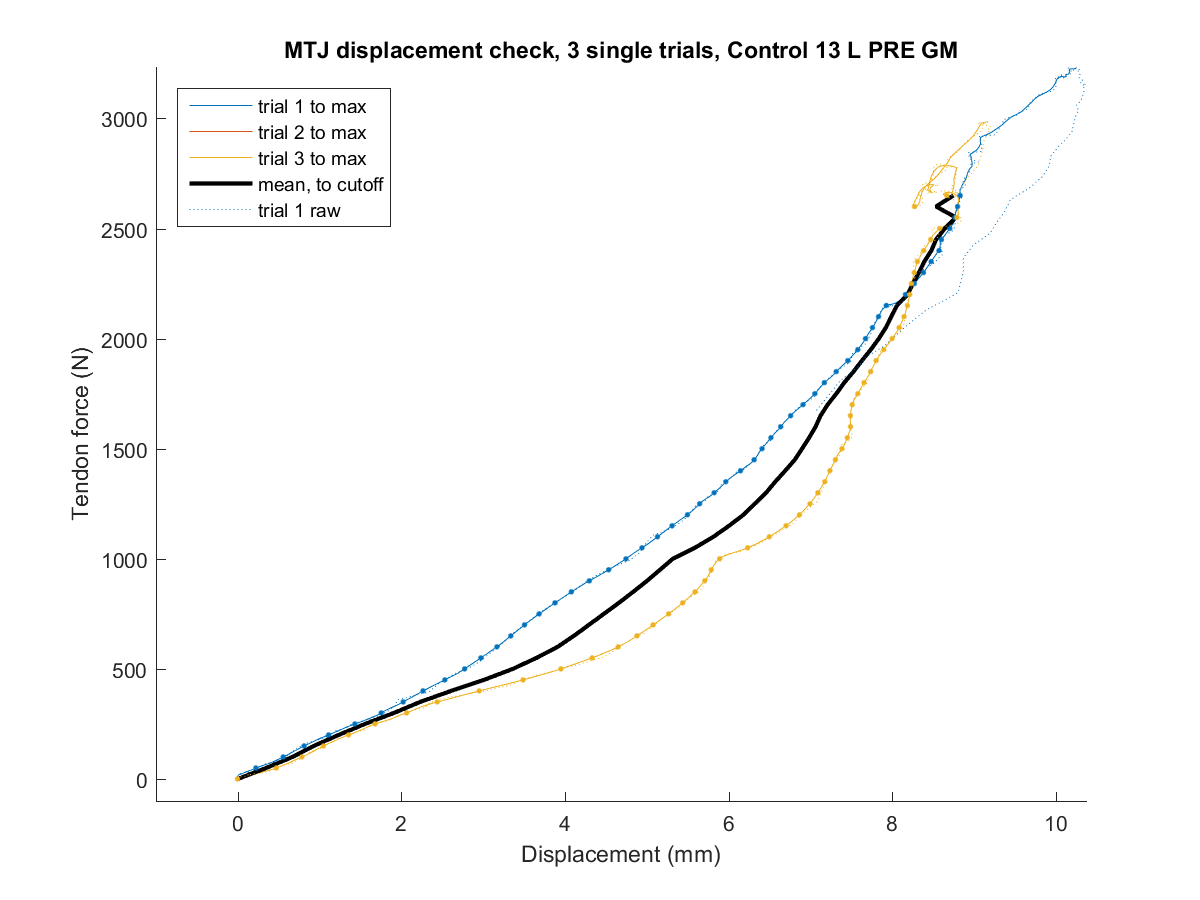 MTJ displacement check, 3 single trials, Control 13 L PRE GM
trial 1 to max
trial 2 to max
trial 3 to max
mean, to cutoff
trial 1 raw
3000
2500
2000
1500
1000
500
0
Tendon force (N)
0 2 4 6 8 10
Displacement (mm)